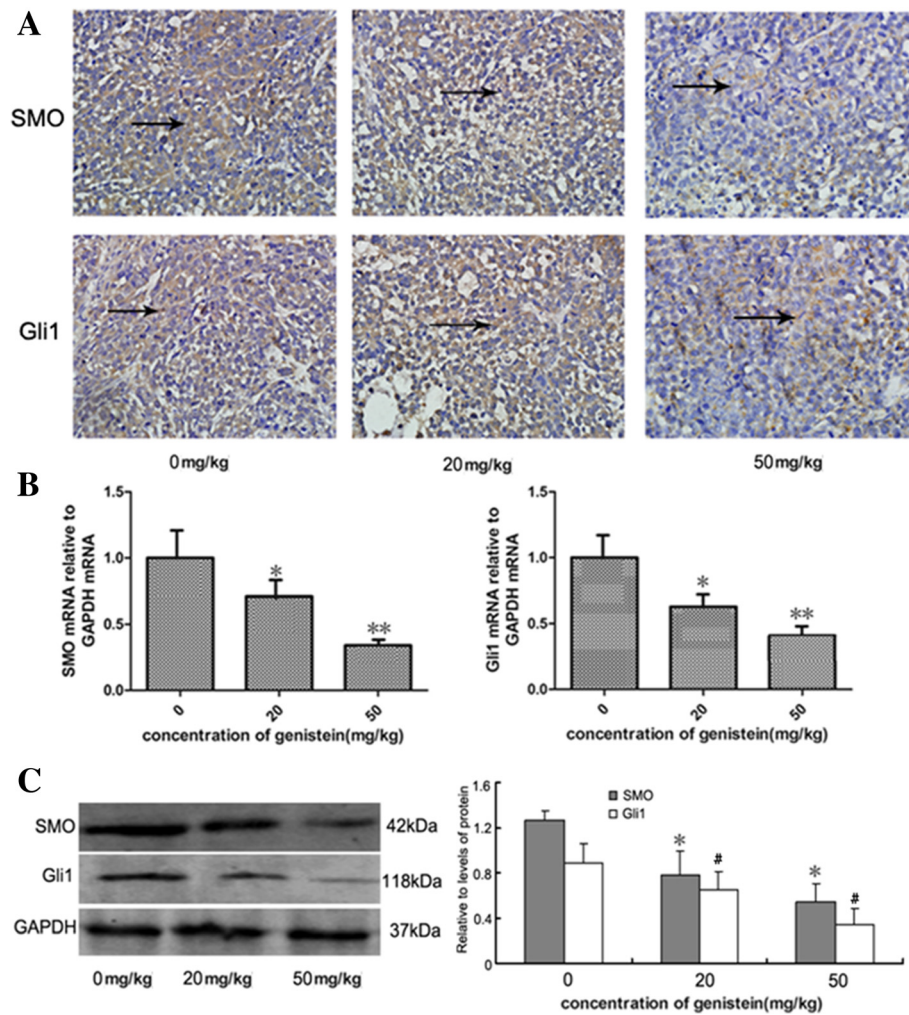 A
SMO
Gli1
0mg/kg 20mg/kg 50mg/kg
B
SMO mRNA relative to
GAPDH mRNA
1.5
1.0
0.5
0.0
* **
0 20 50
concentration of genistein(mg/kg)
Gli1 mRNA relative to
GAPDH mRNA
1.5
1.0
0.5
0.0
* **
0 20 50
concentration of genistein(mg/kg)
C
SMO 42kDa
Gli1 118kDa
GAPDH 37kDa
0mg/kg 20mg/kg 50mg/kg
Relative to levels of protein
1.6
1.2
0.8
0.4
0
SMO
Gli1
* # * #
0 20 50
concentration of genistein(mg/kg)